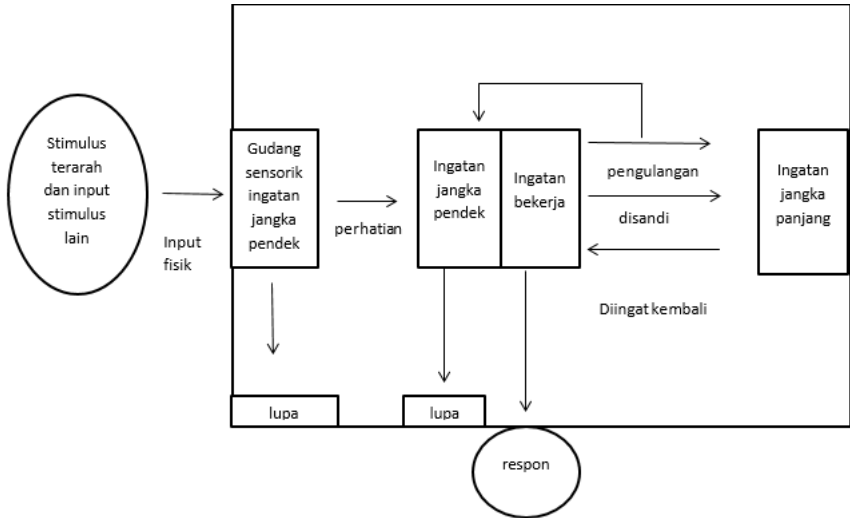 Stimulus
terarah
dan input
stimulus
lain
Input
fisik
Gudang
sensorik
ingatan
jangka
pendek
perhatian
Ingatan
jangka
pendek
Ingatan
bekerja
pengulangan
disandi
Diingat kembali
Ingatan
jangka
panjang
lupa
lupa
respon